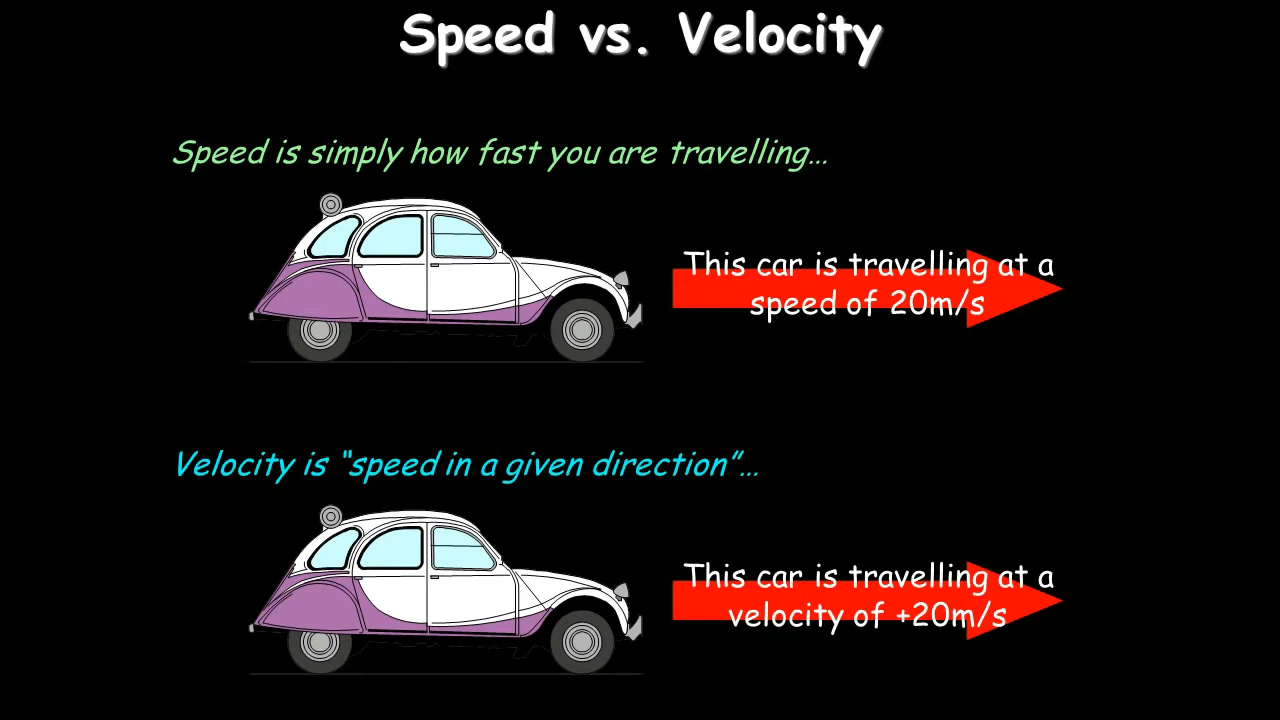 Speed vs. Velocity
Speed is simply how fast you are travelling…
This car is travelling at a
speed of 20m/s
Velocity is “speed in a given direction”…
This car is travelling at a
velocity of +20m/s